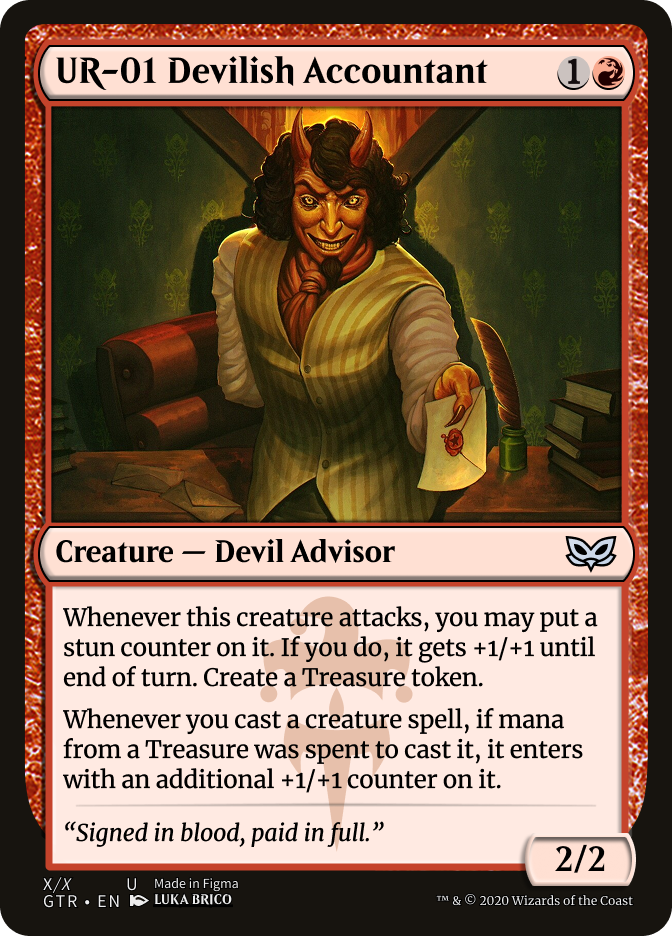 UR-01 Devilish Accountant
1
Creature — Devil Advisor
Whenever this creature attacks, you may put a
stun counter on it. If you do, it gets +1/+1 until
end of turn. Create a Treasure token.
Whenever you cast a creature spell, if mana
from a Treasure was spent to cast it, it enters
with an additional +1/+1 counter on it.
“Signed in blood, paid in full.”
2/2
X/X U Made in Figma
GTR • EN LUKA BRICO ™ & © 2020 Wizards of the Coast